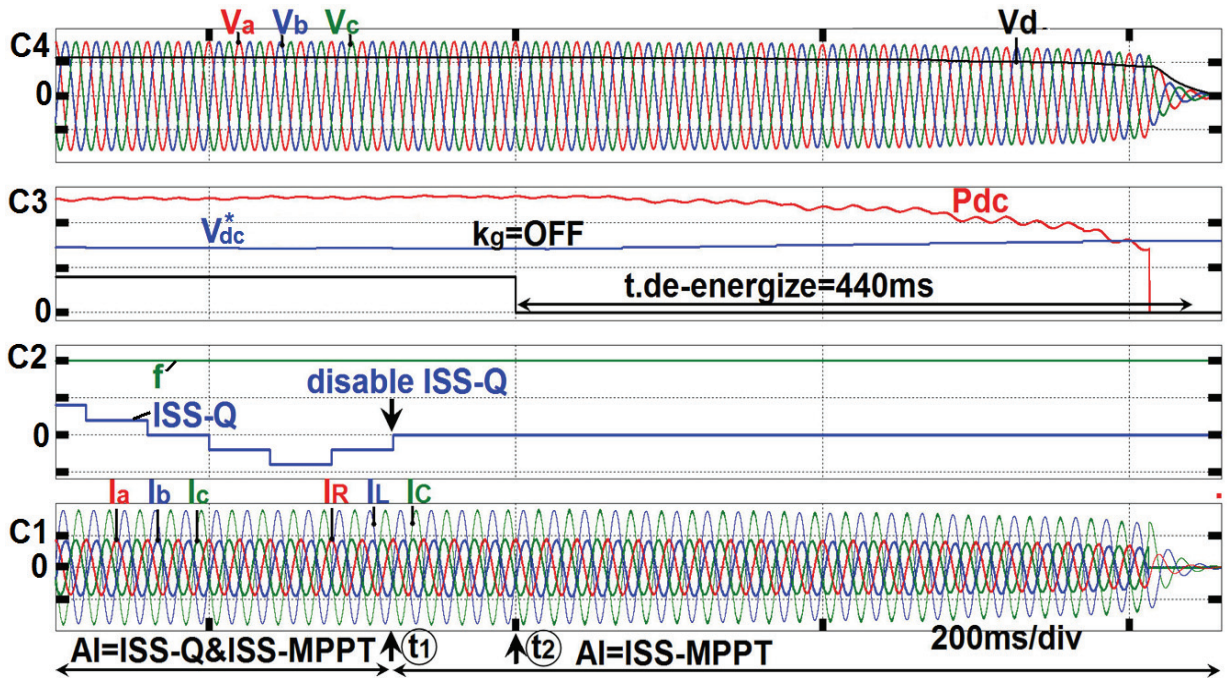 Va Vb Vc Vd
C4
0
C3
V*dc kg=OFF Pdc
t.de-energize=440ms
0
C2
f
disable ISS-Q
ISS-Q
0
Ia Ib Ic IR IL IC
C1
0
200ms/div
AI=ISS-Q&ISS-MPPT t1 t2 AI=ISS-MPPT